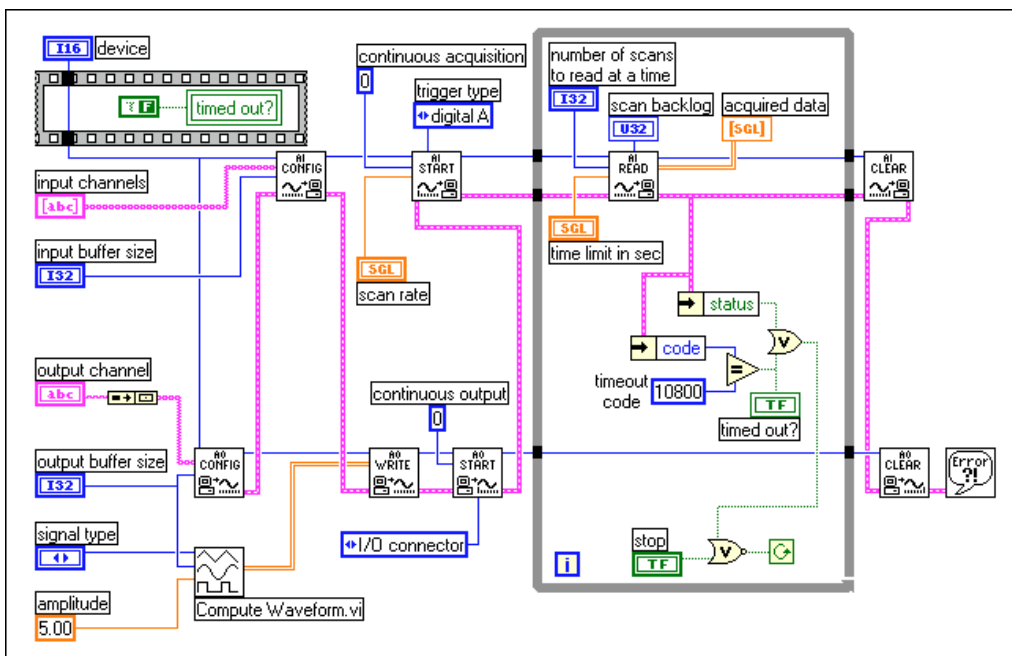 I16 device
F timed out?
input channels
[abc]
input buffer size
I32
output channel
abc
output buffer size
I32
signal type
amplitude
5.00
AI
CONFIG
AO
CONFIG
Compute Waveform.vi
continuous acquisition
0
trigger type
digital A
AI
START
SGL
scan rate
continuous output
0
AO
WRITE
AO
START
I/O connector
number of scans
to read at a time
I32
scan backlog
U32
acquired data
[SGL]
AI
READ
SGL
time limit in sec
status
V
code
=
timeout
code
10800
TF
timed out?
stop
TF
V
i
AI
CLEAR
AO
CLEAR
Error
?!